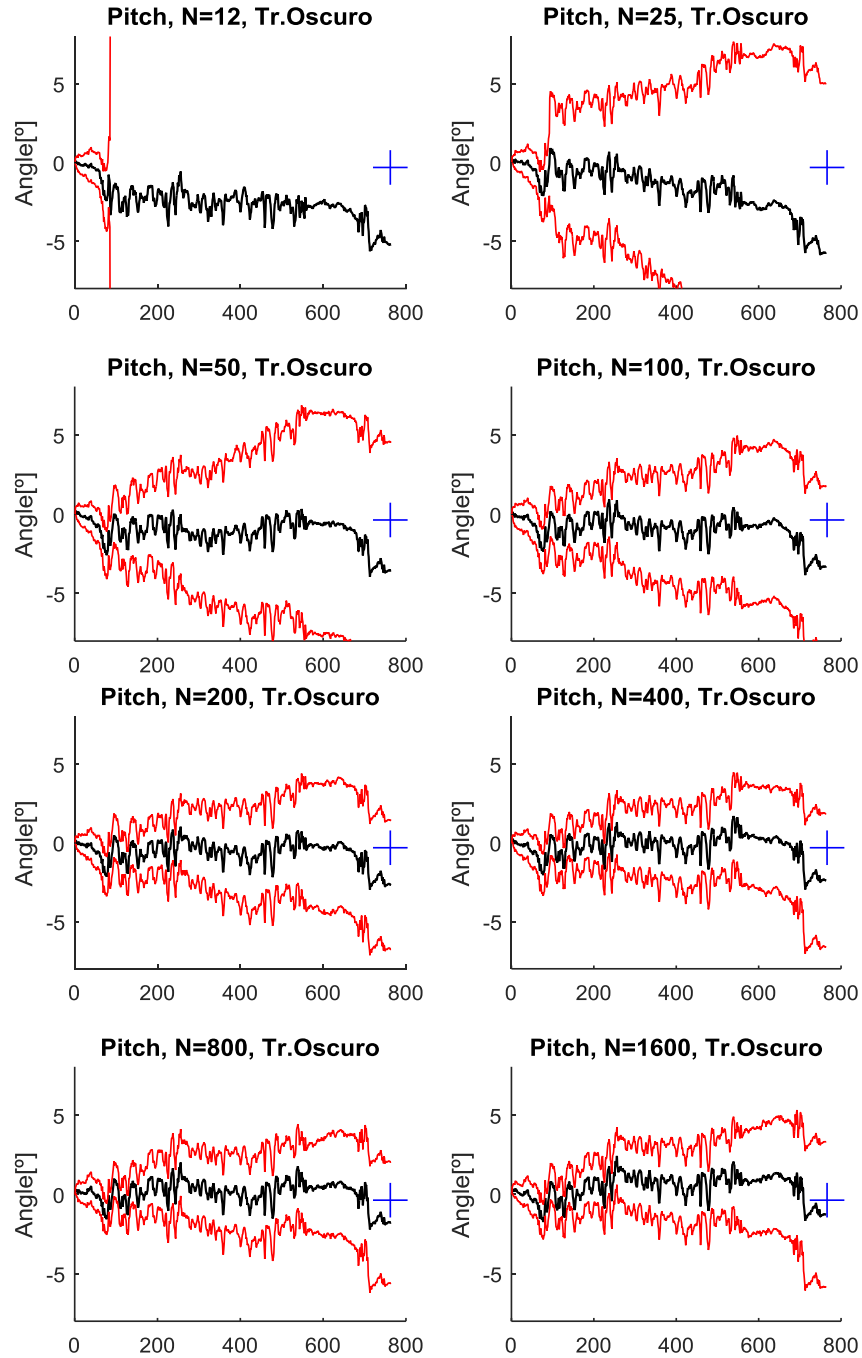 Pitch, N=12, Tr.Oscuro
Angle[º]
5
0
-5
0 200 400 600 800
Pitch, N=25, Tr.Oscuro
Angle[º]
5
0
-5
0 200 400 600 800
Pitch, N=50, Tr.Oscuro
Angle[º]
5
0
-5
0 200 400 600 800
Pitch, N=100, Tr.Oscuro
Angle[º]
5
0
-5
0 200 400 600 800
Pitch, N=200, Tr.Oscuro
Angle[º]
5
0
-5
0 200 400 600 800
Pitch, N=400, Tr.Oscuro
Angle[º]
5
0
-5
0 200 400 600 800
Pitch, N=800, Tr.Oscuro
Angle[º]
5
0
-5
0 200 400 600 800
Pitch, N=1600, Tr.Oscuro
Angle[º]
5
0
-5
0 200 400 600 800